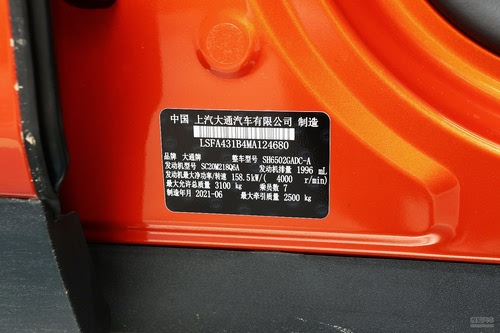 中国 上汽大通汽车有限公司 制造
LSFA431B4MA124680
品牌 大通牌 整车型号 SH6502GADC-A
发动机型号 SC20M218Q6A 发动机排量 1996 mL
发动机最大净功率/转速 158.5kW/( 4000 r/min)
最大允许总质量 3100 kg 乘员数 7
制造年月 2021-06 最大牵引质量 2500 kg